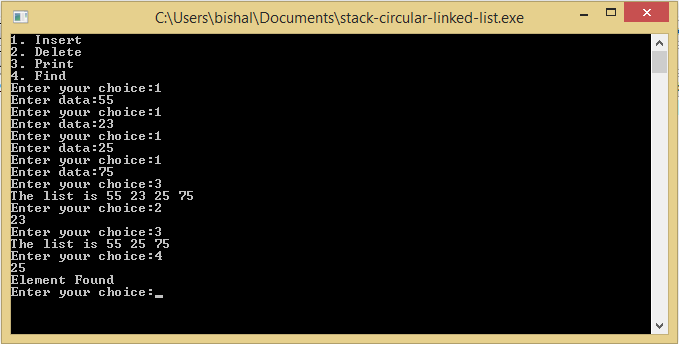 C:\Users\bishal\Documents\stack-circular-linked-list.exe
1. Insert
2. Delete
3. Print
4. Find
Enter your choice:1
Enter data:55
Enter your choice:1
Enter data:23
Enter your choice:1
Enter data:25
Enter your choice:1
Enter data:75
Enter your choice:3
The list is 55 23 25 75
Enter your choice:2
23
Enter your choice:3
The list is 55 25 75
Enter your choice:4
25
Element Found
Enter your choice:_